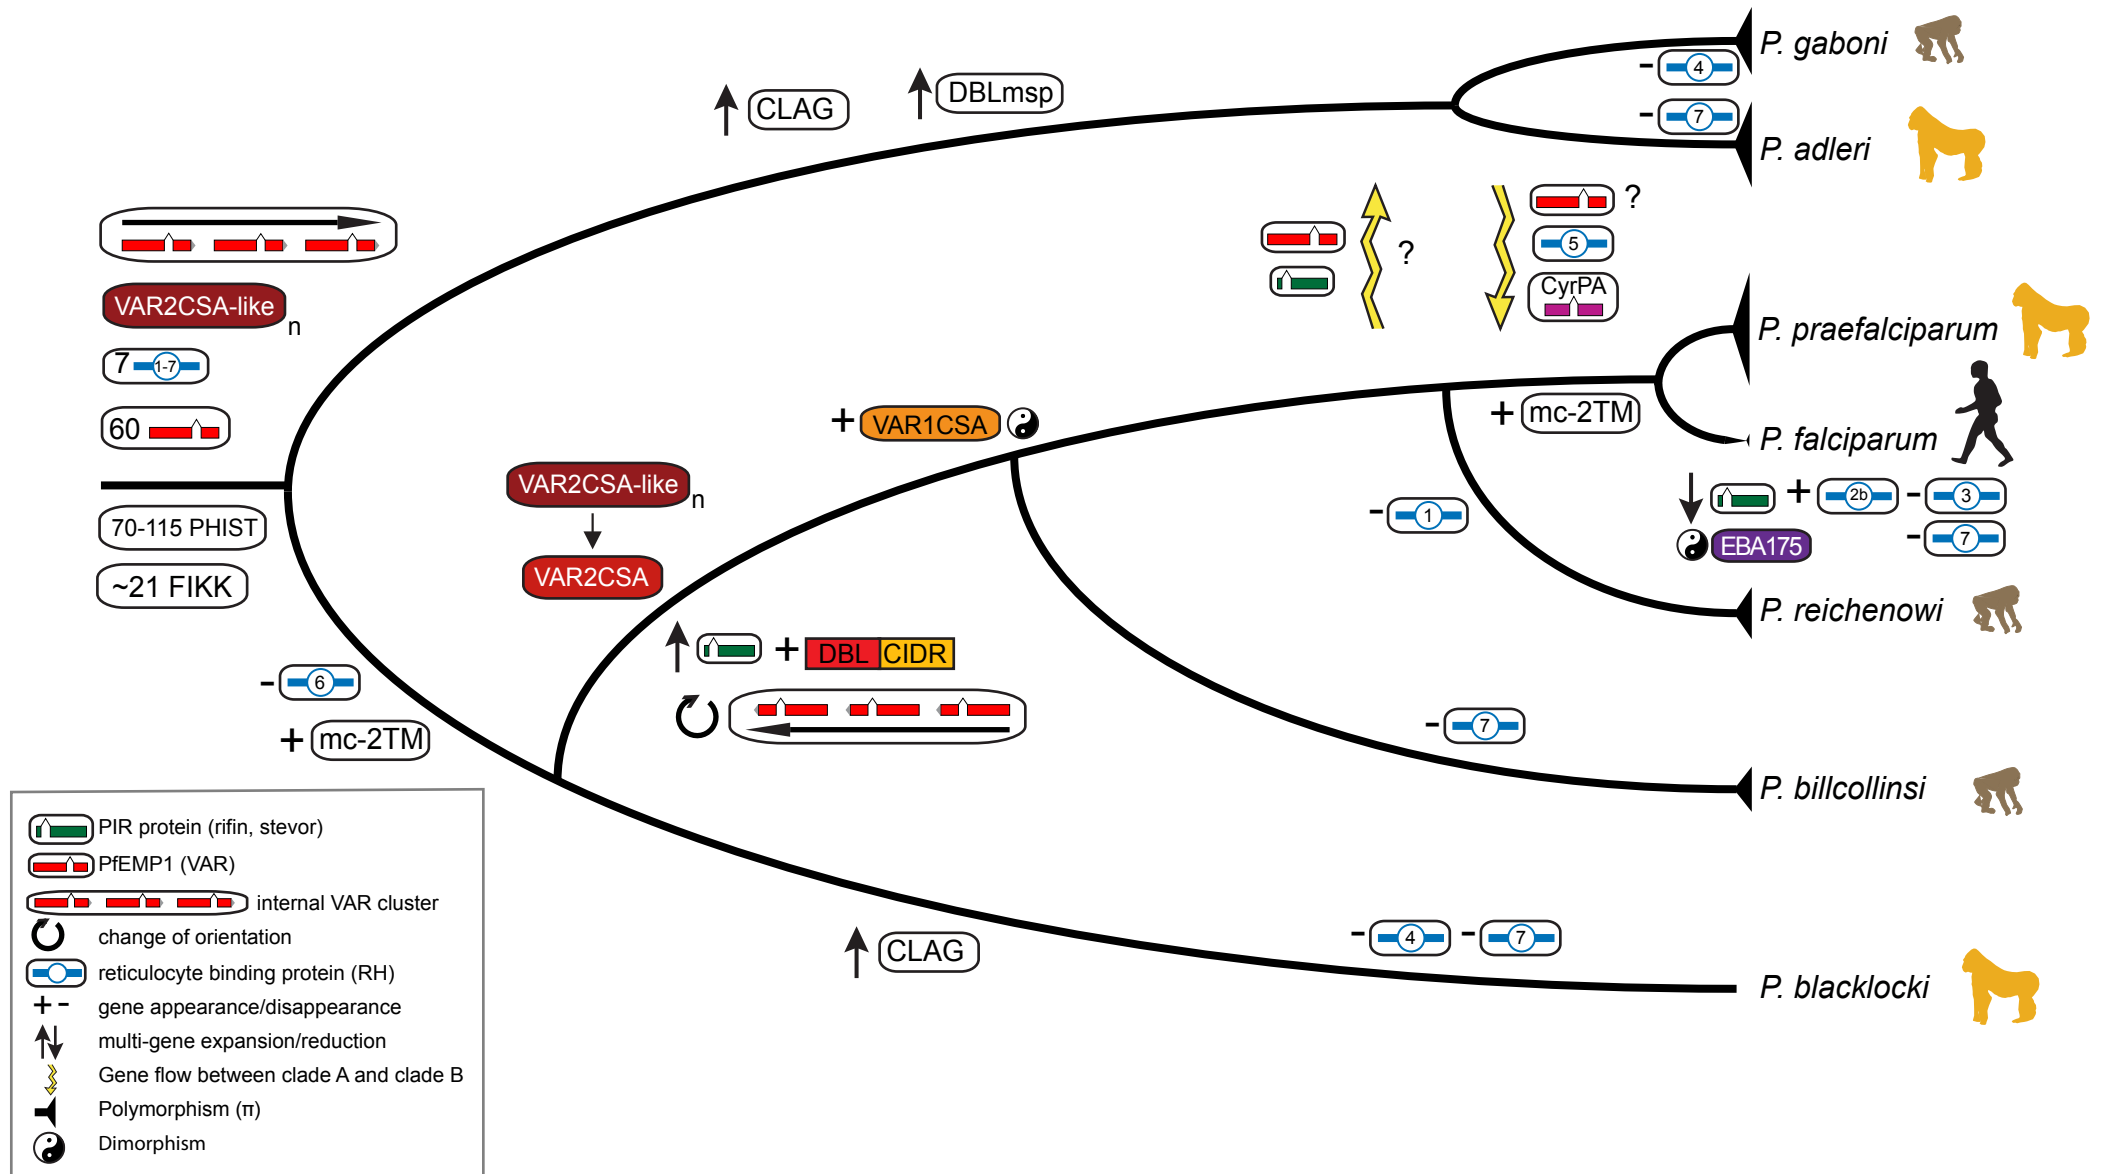 P. gaboni
- 4
CLAG
DBLmsp
- 7
P. adleri
?
?
5
CyrPA
VAR2CSA-like n
7 1-7
60
P. praefalciparum
+ VAR1CSA
+ mc-2TM
P. falciparum
VAR2CSA-like n
+ 2b - 3
- 1
70-115 PHIST
EBA175
- 7
~21 FIKK
VAR2CSA
P. reichenowi
+ DBL CIDR
- 6
+ mc-2TM
- 7
P. billcollinsi
CLAG
- 4 - 7
P. blacklocki
PIR protein (rifin, stevor)
PfEMP1 (VAR)
internal VAR cluster
change of orientation
reticulocyte binding protein (RH)
+ - gene appearance/disappearance
multi-gene expansion/reduction
Gene flow between clade A and clade B
Polymorphism (π)
Dimorphism